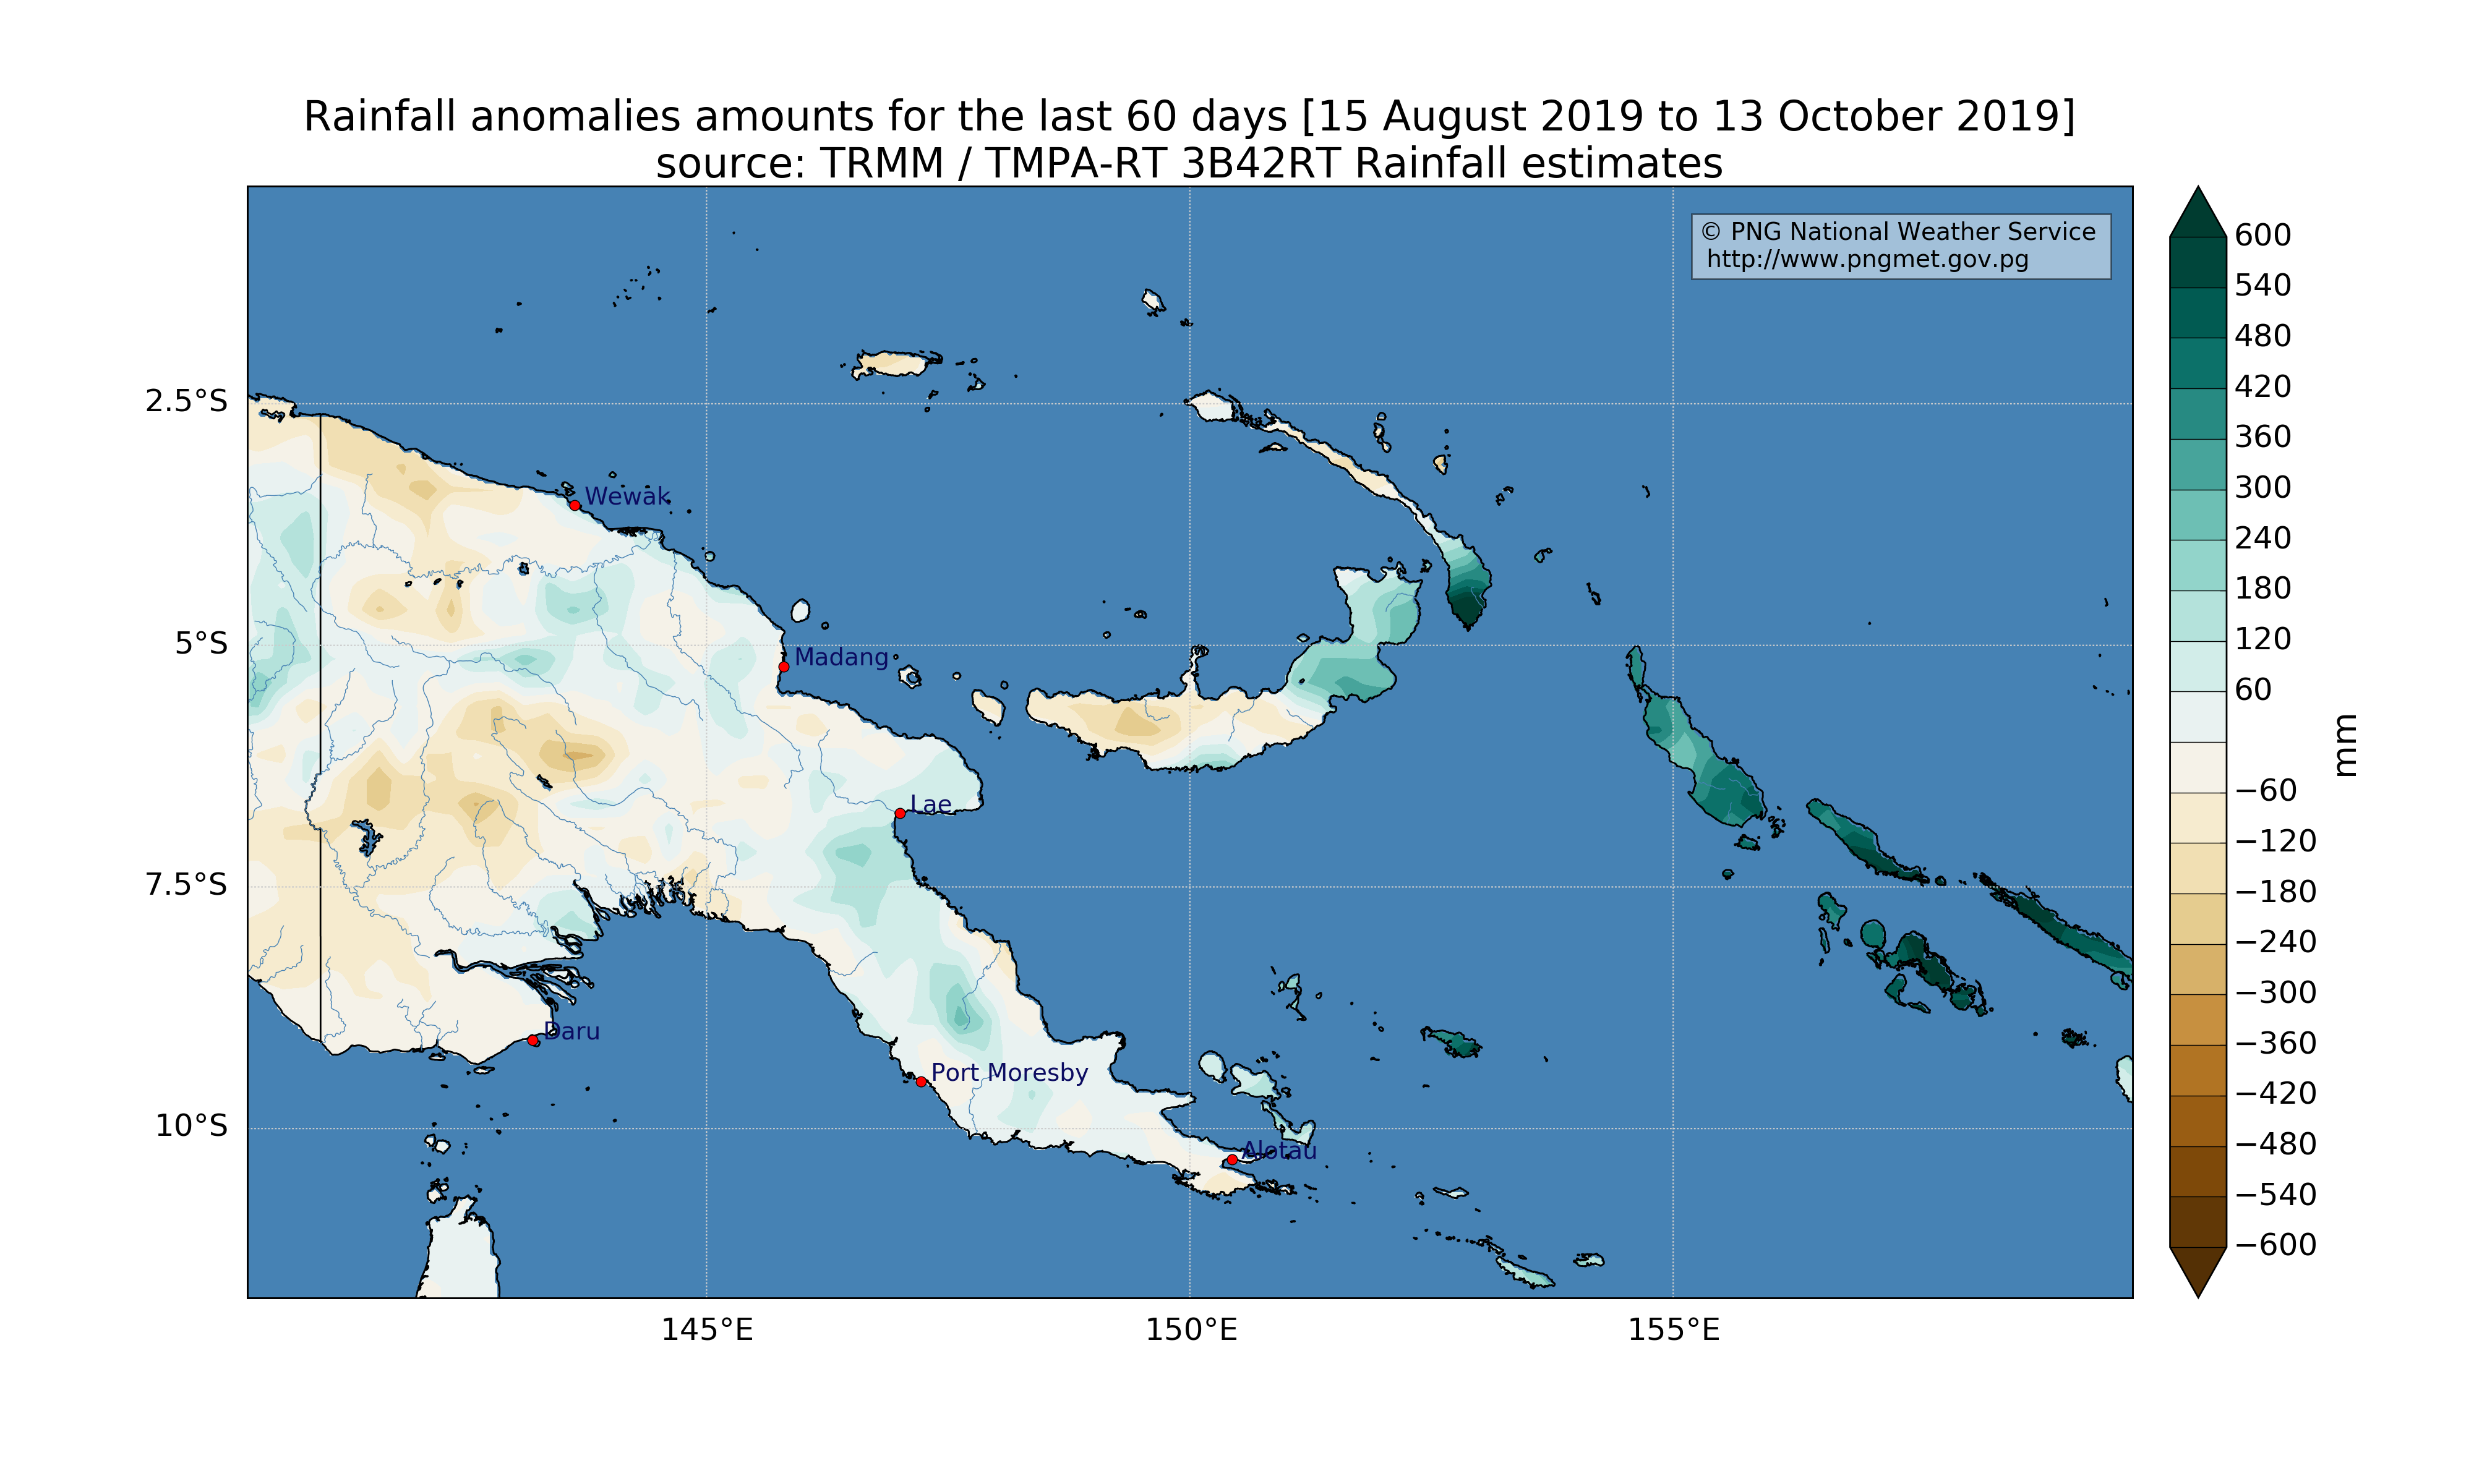 Rainfall anomalies amounts for the last 60 days [15 August 2019 to 13 October 2019]
source: TRMM / TMPA-RT 3B42RT Rainfall estimates
© PNG National Weather Service
http://www.pngmet.gov.pg
2.5°S
5°S
7.5°S
10°S
Wewak
Madang
Lae
Daru
Port Moresby
Alotau
145°E
150°E
155°E
600
540
480
420
360
300
240
180
120
60
−60
−120
−180
−240
−300
−360
−420
−480
−540
−600
mm